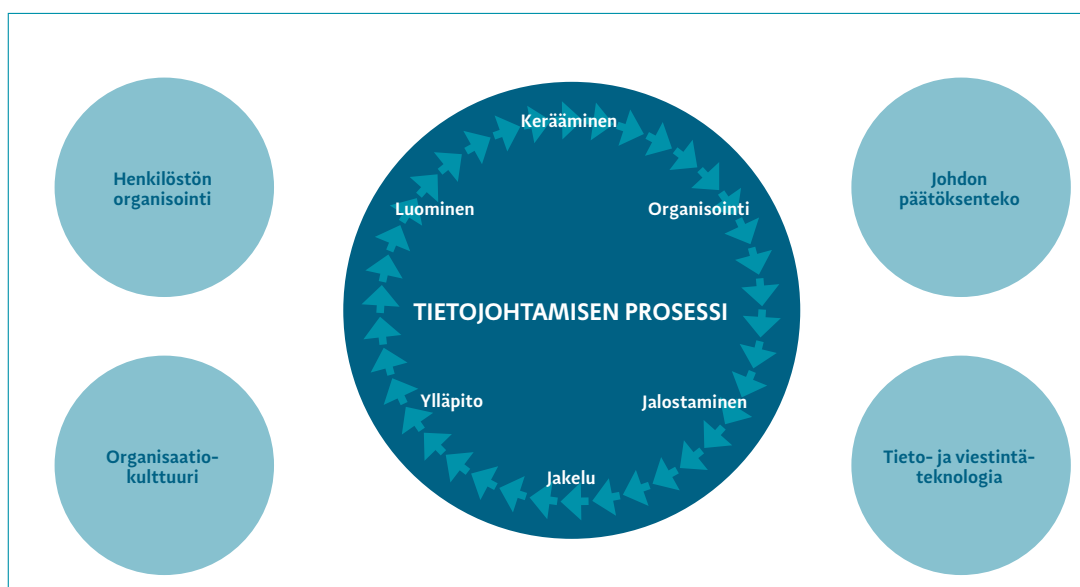 Henkilöstön
organisointi
Organisaatio-
kulttuuri
Kerääminen
Luominen
Organisointi
TIETOJOHTAMISEN PROSESSI
Ylläpito
Jalostaminen
Jakelu
Johdon
päätöksenteko
Tieto- ja viestintä-
teknologia